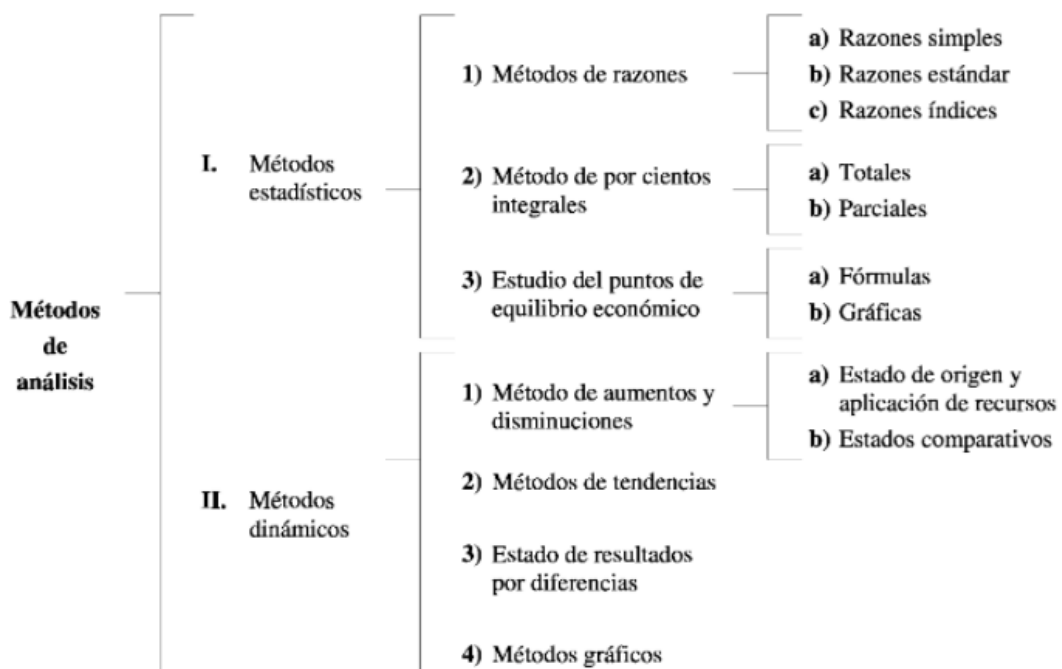 Métodos
de
análisis
I. Métodos
estadísticos
1) Métodos de razones
a) Razones simples
b) Razones estándar
c) Razones índices
2) Método de por cientos
integrales
a) Totales
b) Parciales
3) Estudio del puntos de
equilibrio económico
a) Fórmulas
b) Gráficas
II. Métodos
dinámicos
1) Método de aumentos y
disminuciones
a) Estado de origen y
aplicación de recursos
b) Estados comparativos
2) Métodos de tendencias
3) Estado de resultados
por diferencias
4) Métodos gráficos